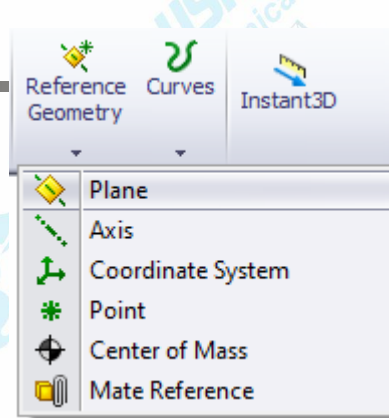 Reference Geometry
Curves
Instant3D
Plane
Axis
Coordinate System
Point
Center of Mass
Mate Reference